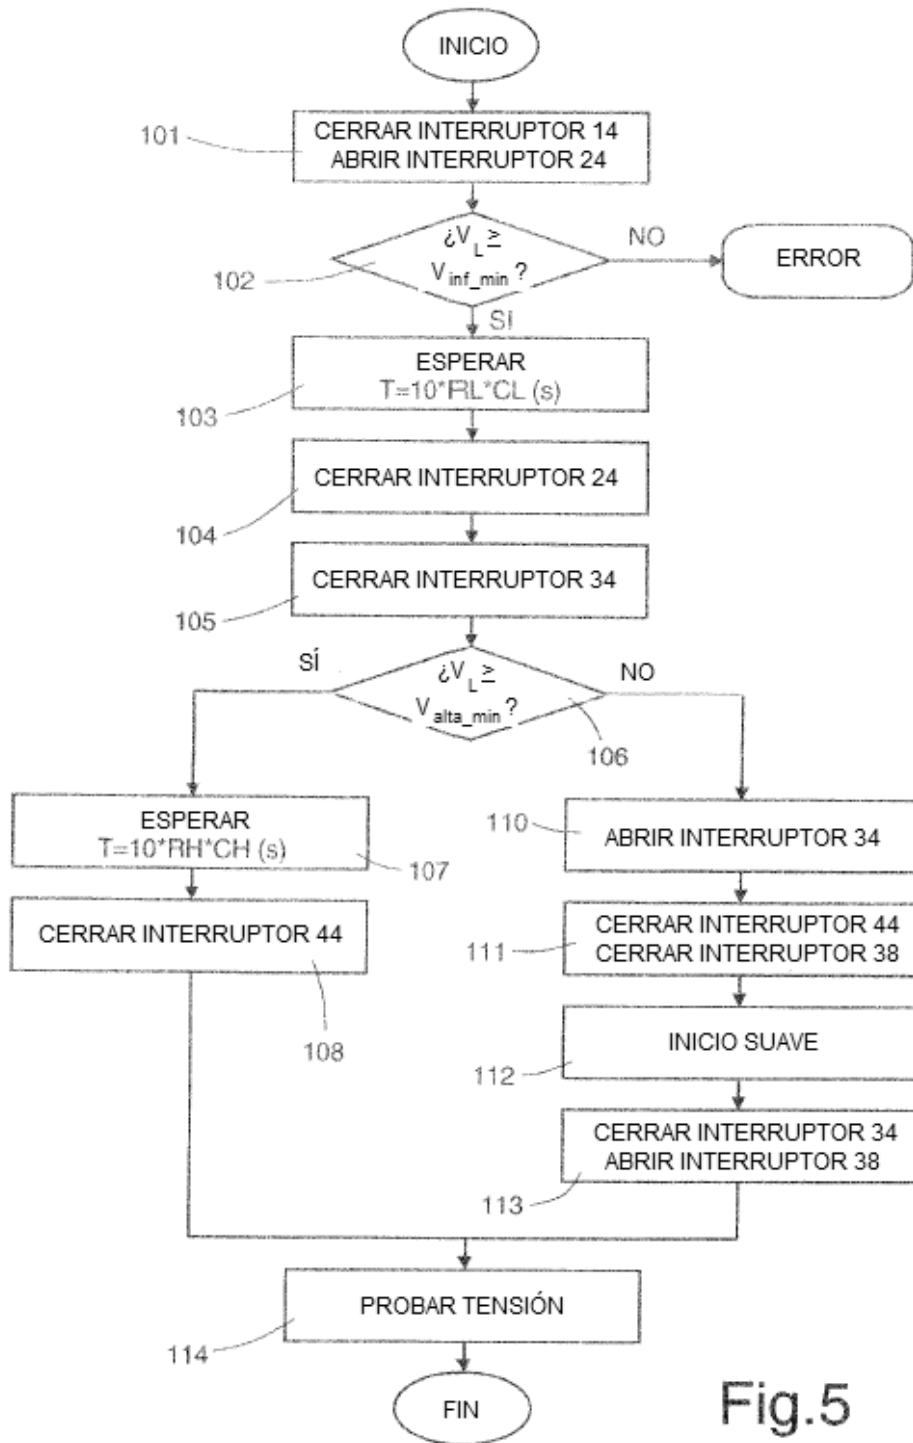 INICIO
101
CERRAR INTERRUPTOR 14
ABRIR INTERRUPTOR 24
102
¿V_L ≥
V_inf_min ?
NO
ERROR
SÍ
103
ESPERAR
T=10*RL*CL (s)
104
CERRAR INTERRUPTOR 24
105
CERRAR INTERRUPTOR 34
SÍ
¿V_L ≥
V_alta_min ?
NO
106
ESPERAR
T=10*RH*CH (s)
107
110
ABRIR INTERRUPTOR 34
CERRAR INTERRUPTOR 44
108
111
CERRAR INTERRUPTOR 44
CERRAR INTERRUPTOR 38
112
INICIO SUAVE
113
CERRAR INTERRUPTOR 34
ABRIR INTERRUPTOR 38
114
PROBAR TENSIÓN
FIN
Fig.5